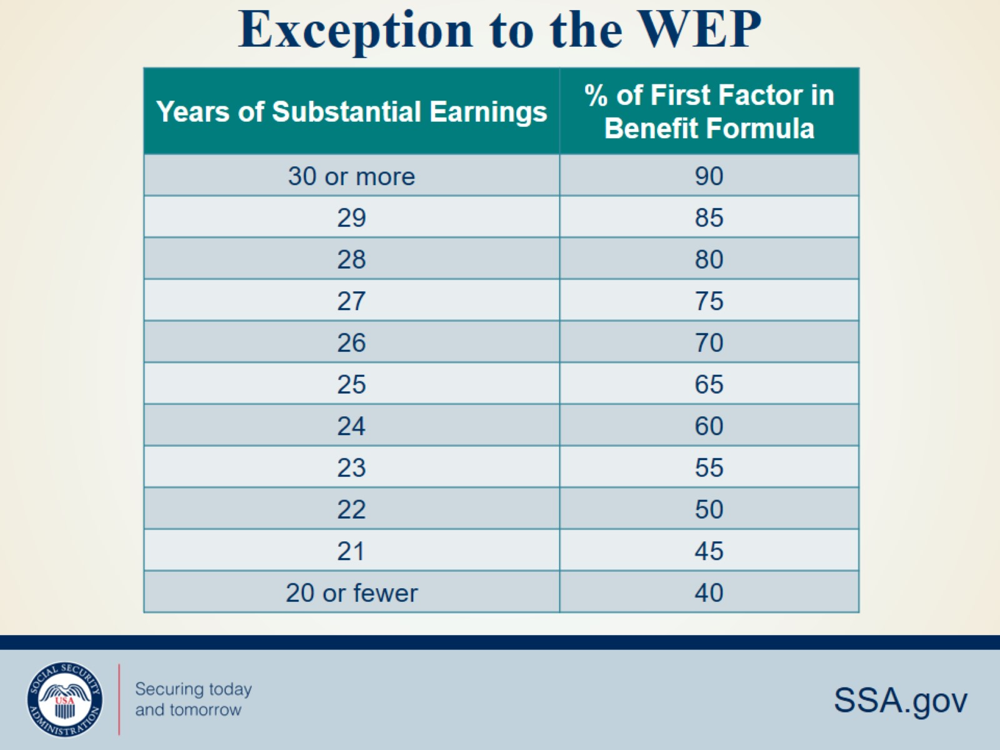 Exception to the WEP
Years of Substantial Earnings
% of First Factor in
Benefit Formula
30 or more 90
29 85
28 80
27 75
26 70
25 65
24 60
23 55
22 50
21 45
20 or fewer 40
SOCIAL SECURITY
USA
ADMINISTRATION
Securing today
and tomorrow
SSA.gov